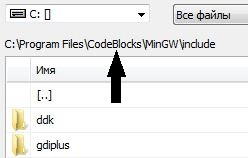 C: []
Все файлы
C:\Program Files\CodeBlocks\MinGW\include
Имя
[..]
ddk
gdiplus